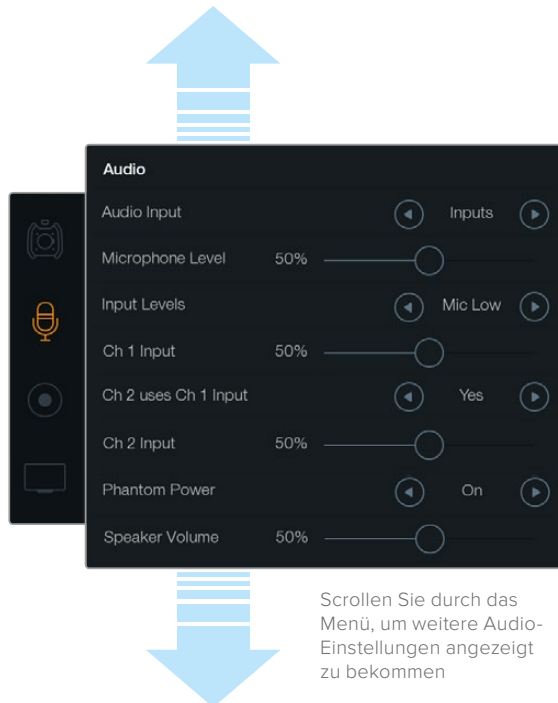 Audio
Audio Input Inputs
Microphone Level 50%
Input Levels Mic Low
Ch 1 Input 50%
Ch 2 uses Ch 1 Input Yes
Ch 2 Input 50%
Phantom Power On
Speaker Volume 50%
Scrollen Sie durch das
Menü, um weitere Audio-
Einstellungen angezeigt
zu bekommen